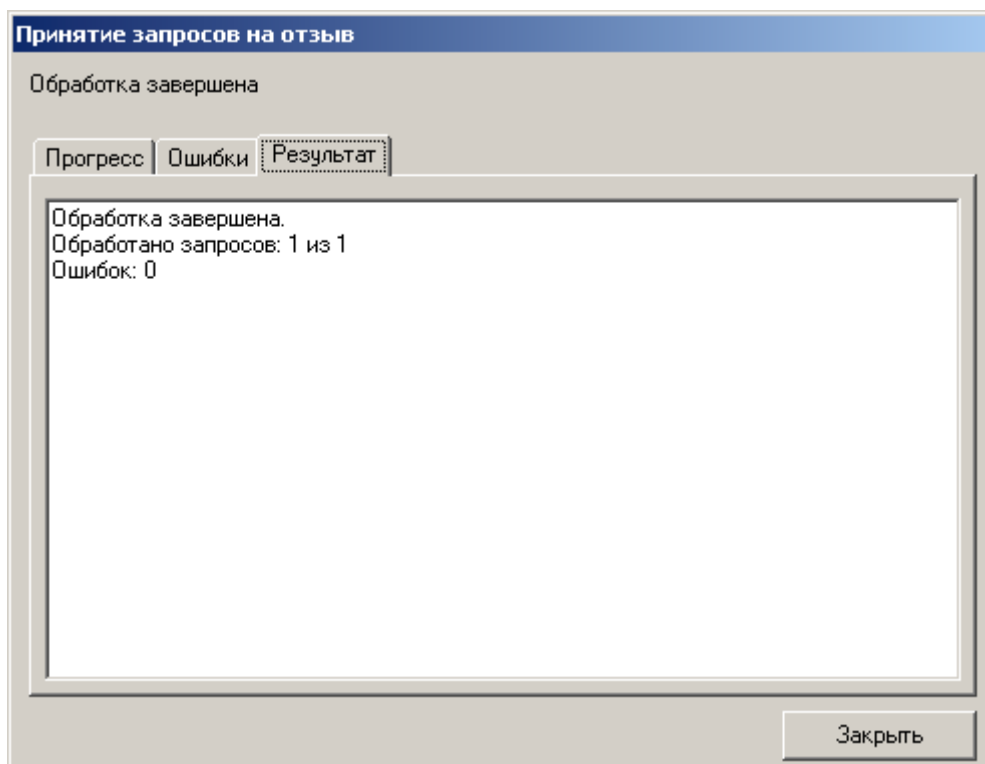 Принятие запросов на отзыв
Обработка завершена
Прогресс Ошибки Результат
Обработка завершена.
Обработано запросов: 1 из 1
Ошибок: 0
Закрыть